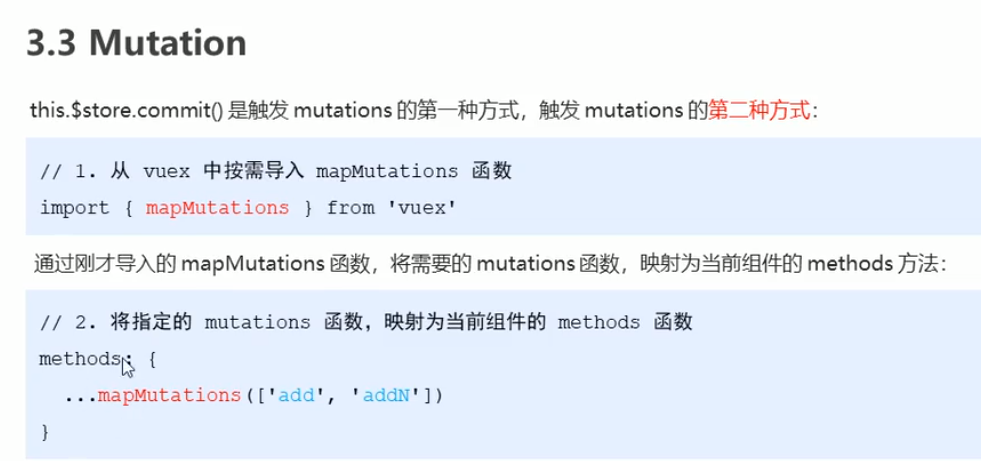 3.3 Mutation
this.$store.commit() 是触发 mutations 的第一种方式，触发 mutations 的第二种方式：
// 1. 从 vuex 中按需导入 mapMutations 函数
import { mapMutations } from 'vuex'
通过刚才导入的 mapMutations 函数，将需要的 mutations 函数，映射为当前组件的 methods 方法：
// 2. 将指定的 mutations 函数，映射为当前组件的 methods 函数
methods: {
...mapMutations(['add', 'addN'])
}